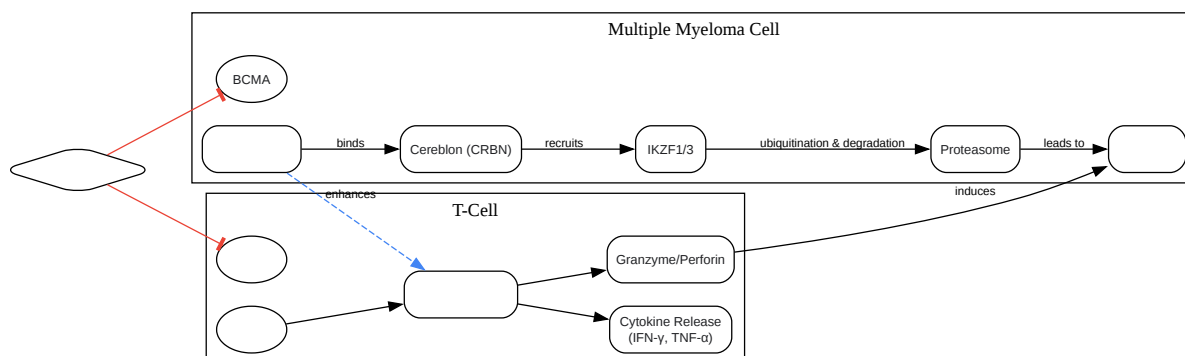 Multiple Myeloma Cell
BCMA
binds
Cereblon (CRBN)
recruits
IKZF1/3
ubiquitination & degradation
Proteasome
leads to
enhances
induces
T-Cell
Granzyme/Perforin
Cytokine Release
(IFN-γ, TNF-α)